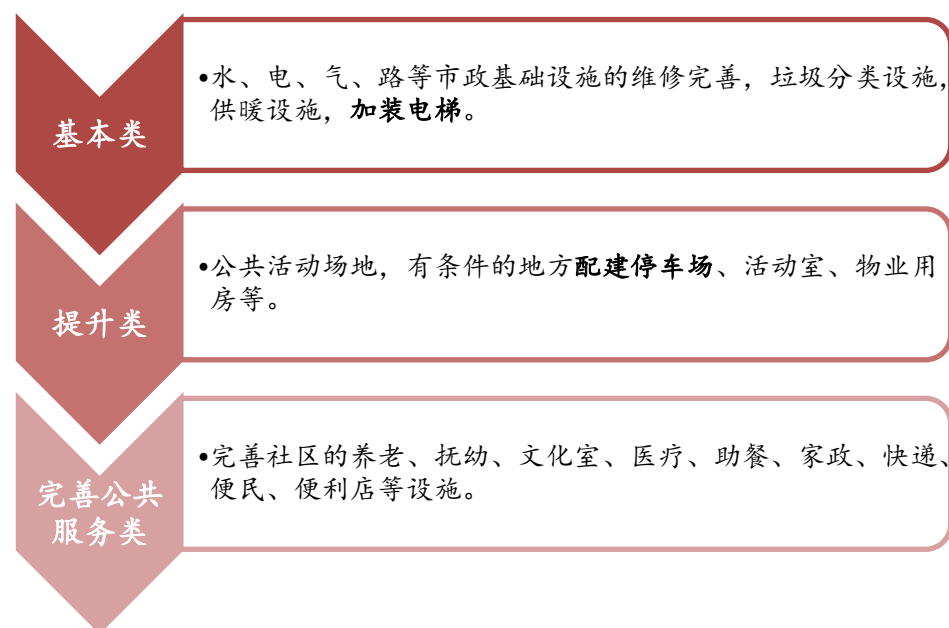 基本类
•水、电、气、路等市政基础设施的维修完善，垃圾分类设施，
供暖设施，加装电梯。
提升类
•公共活动场地，有条件的地方配建停车场、活动室、物业用
房等。
完善公共
服务类
•完善社区的养老、抚幼、文化室、医疗、助餐、家政、快递、
便民、便利店等设施。